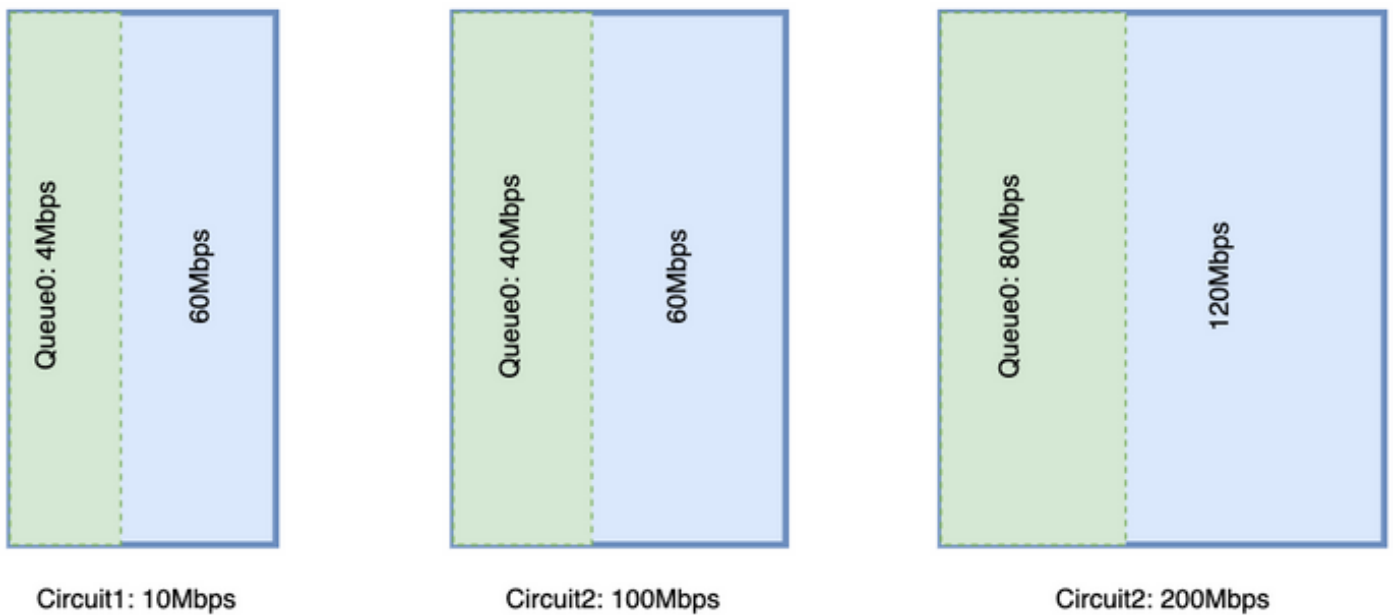 Queue0: 4Mbps
60Mbps
Circuit1: 10Mbps
Queue0: 40Mbps
60Mbps
Circuit2: 100Mbps
Queue0: 80Mbps
120Mbps
Circuit2: 200Mbps